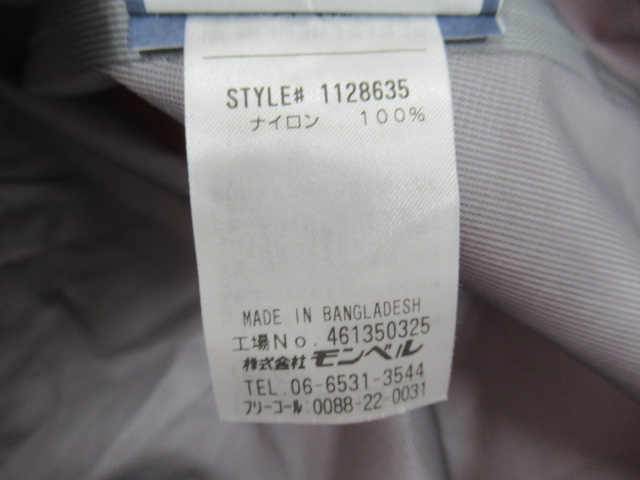 STYLE# 1128635
ナイロン 100%
MADE IN BANGLADESH
工場No. 461350325
株式会社 モンベル
TEL. 06-6531-3544
フリーコール:0088-22-0031